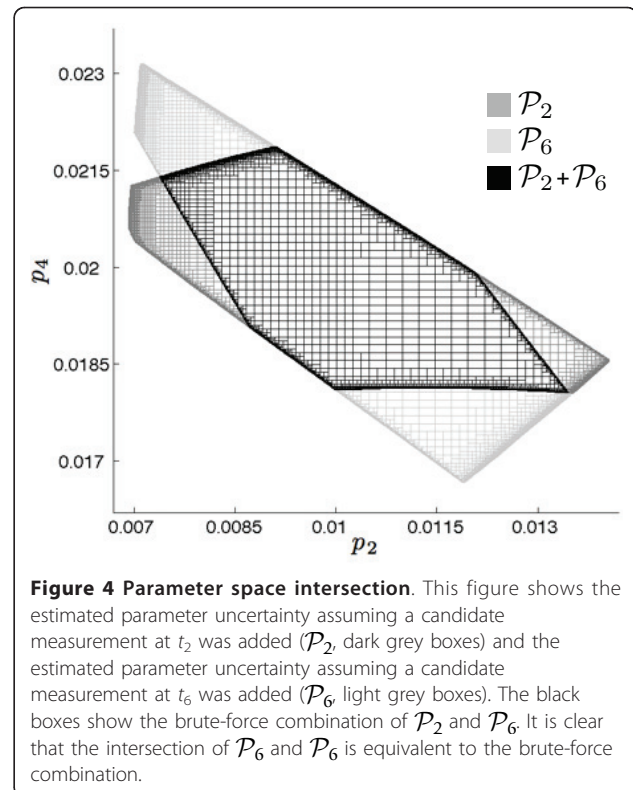 0.023
0.0215
0.02
0.0185
0.017
p₄
𝒫₂
𝒫₆
𝒫₂+𝒫₆
0.007 0.0085 0.01 0.0115 0.013
p₂
Figure 4 Parameter space intersection. This figure shows the
estimated parameter uncertainty assuming a candidate
measurement at t₂ was added (𝒫₂, dark grey boxes) and the
estimated parameter uncertainty assuming a candidate
measurement at t₆ was added (𝒫₆, light grey boxes). The black
boxes show the brute-force combination of 𝒫₂ and 𝒫₆. It is clear
that the intersection of 𝒫₆ and 𝒫₆ is equivalent to the brute-force
combination.